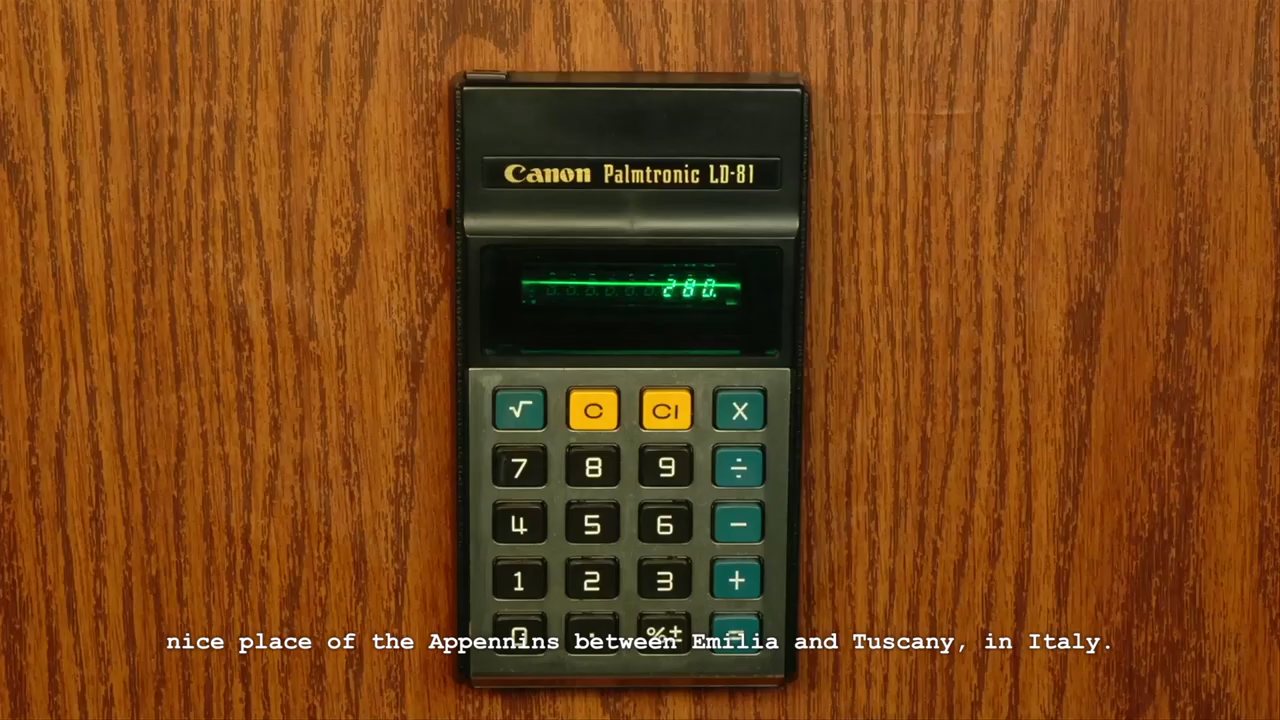 Canon Palmtronic LD-81
280.
√ C CI X
7 8 9 ÷
4 5 6 −
1 2 3 +
0 . %± =
nice place of the Appennins between Emilia and Tuscany, in Italy.